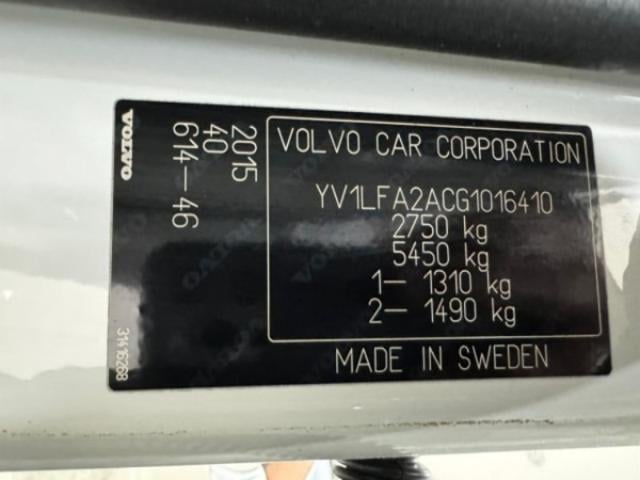 VOLVO
2015
40
614-46
31416268
VOLVO CAR CORPORATION
YV1LFA2ACG1016410
2750 kg
5450 kg
1- 1310 kg
2- 1490 kg
MADE IN SWEDEN